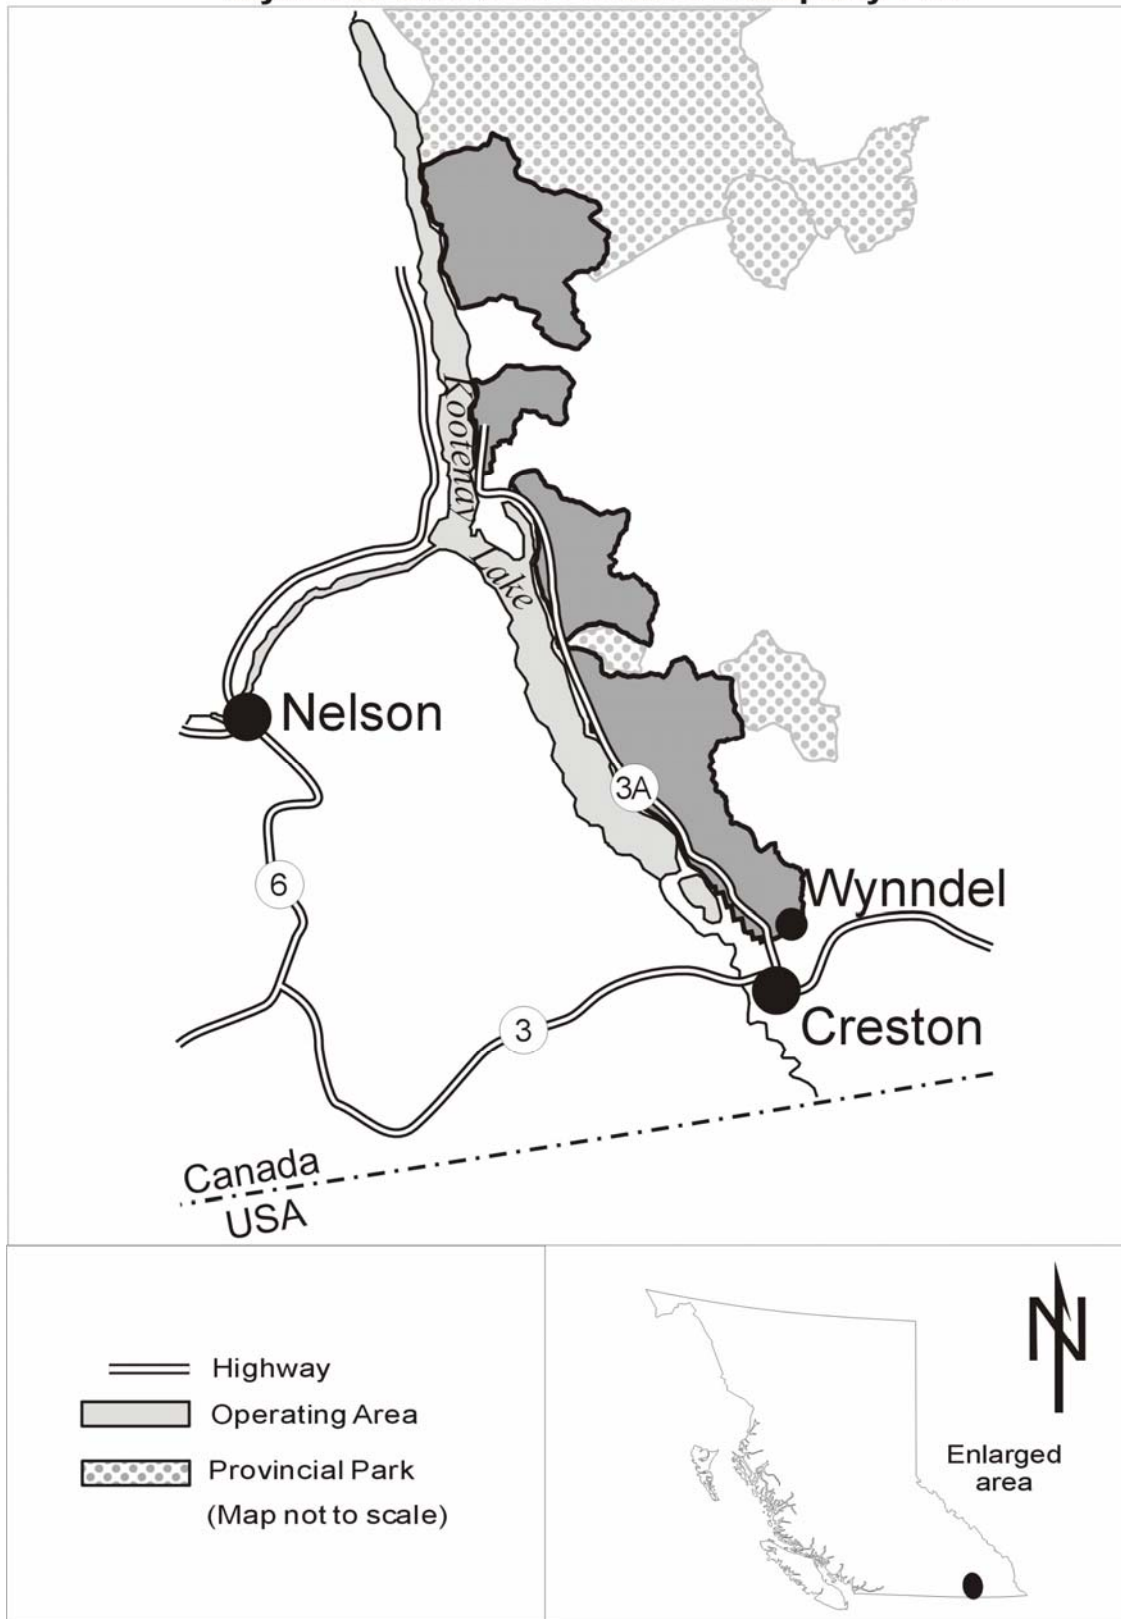 Kootenay
Lake
Nelson
3A
6
Wynndel
3
Creston
Canada
USA
Highway
Operating Area
Provincial Park
(Map not to scale)
N
Enlarged
area